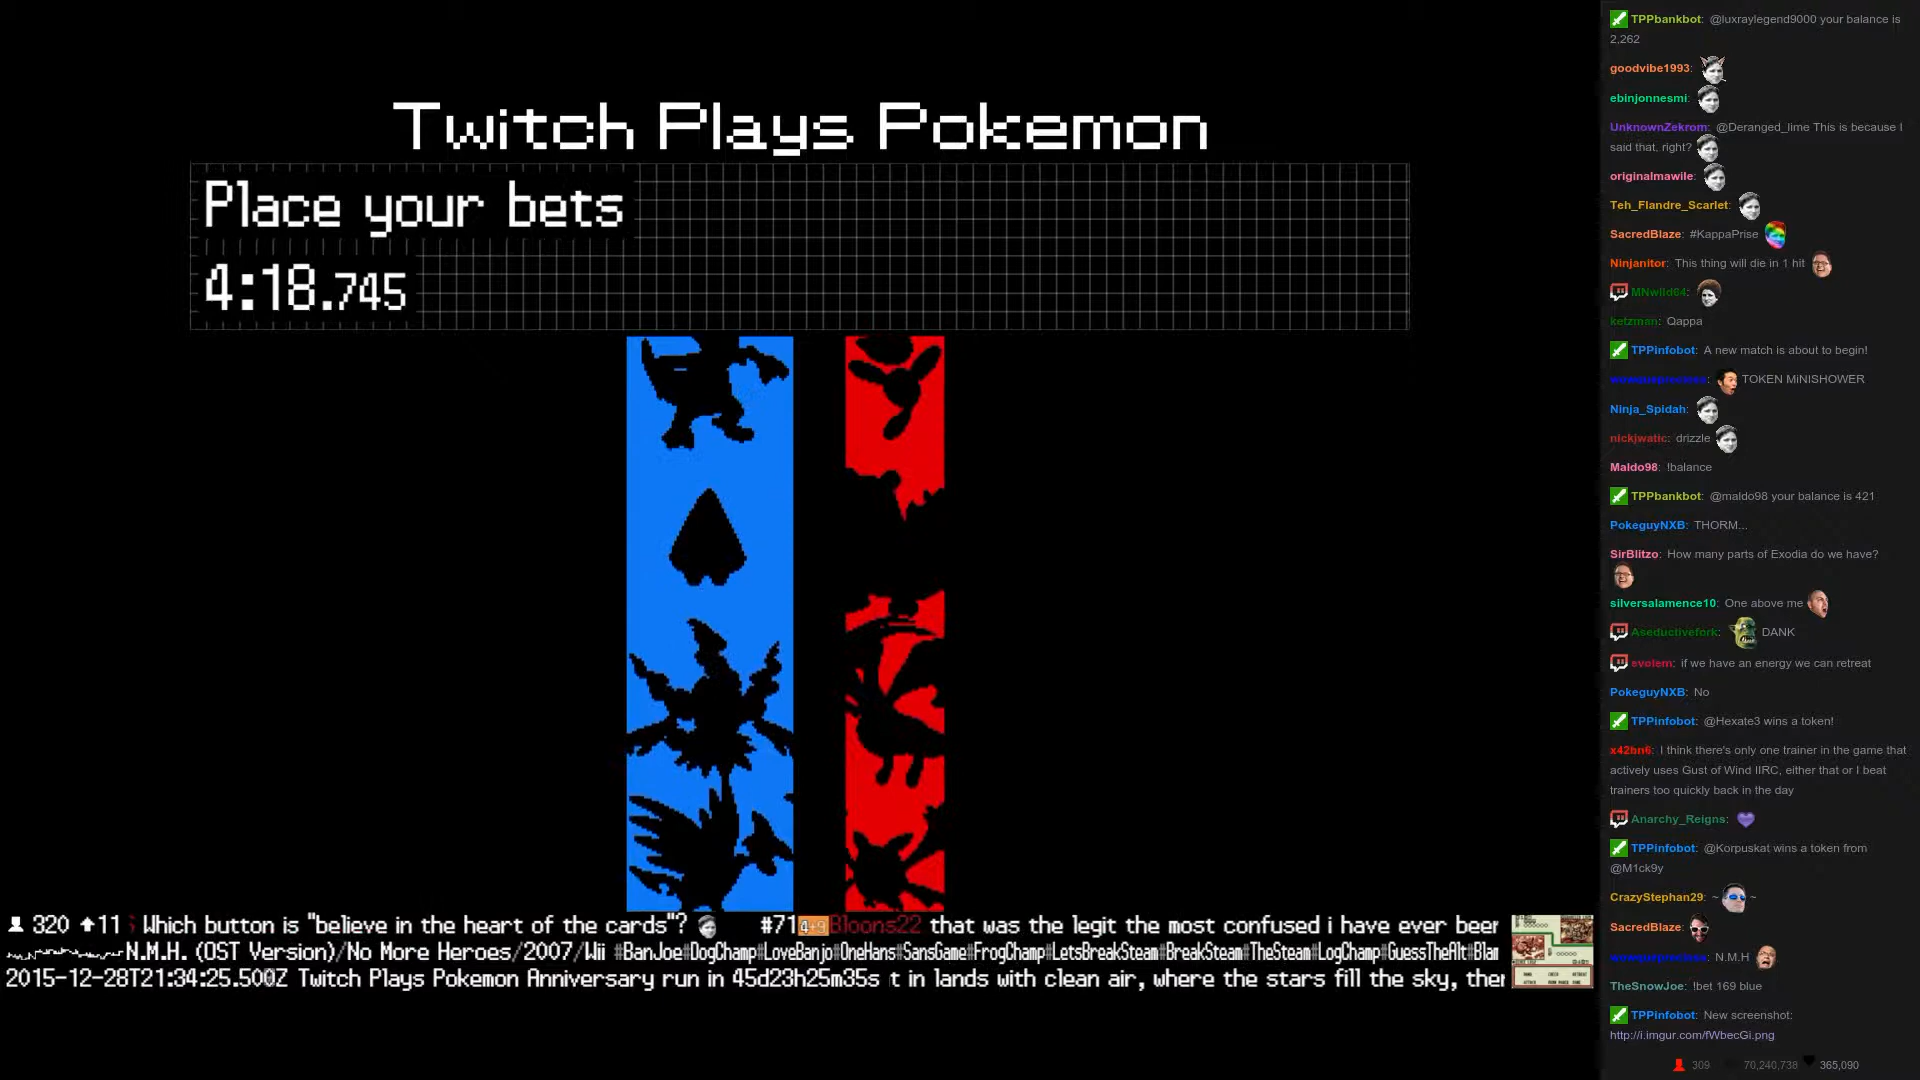 Twitch Plays Pokemon
Place your bets
4:18.745
320 11 Which button is "believe in the heart of the cards"? #71 4+9 Bloons22 that was the legit the most confused i have ever been
N.M.H. (OST Version)/No More Heroes/2007/Wii #BanJoe#DogChamp#LoveBanjo#OneHans#SansGame#FrogChamp#LetsBreakSteam#BreakSteam#TheSteam#LogChamp#GuessTheAlt#Blam
2015-12-28T21:34:25.500Z Twitch Plays Pokemon Anniversary run in 45d23h25m35s t in lands with clean air, where the stars fill the sky, ther
TPPbankbot: @luxraylegend9000 your balance is
2,262
goodvibe1993:
ebinjonnesmi:
UnknownZekrom: @Deranged_lime This is because I
said that, right?
originalmawile:
Teh_Flandre_Scarlet:
SacredBlaze: #KappaPrise
Ninjanitor: This thing will die in 1 hit
MNwild64:
ketzman: Qappa
TPPinfobot: A new match is about to begin!
TOKEN MiNISHOWER
Ninja_Spidah:
nickjwatic: drizzle
Maldo98: !balance
TPPbankbot: @maldo98 your balance is 421
PokeguyNXB: THORM...
SirBlitzo: How many parts of Exodia do we have?
silversalamence10: One above me
Aseductivefork: DANK
evolem: if we have an energy we can retreat
PokeguyNXB: No
TPPinfobot: @Hexate3 wins a token!
x42bn6: I think there's only one trainer in the game that
actively uses Gust of Wind IIRC, either that or I beat
trainers too quickly back in the day
Anarchy_Reigns:
TPPinfobot: @Korpuskat wins a token from
@M1ck9y
CrazyStephan29: ~ ~
SacredBlaze:
N.M.H
TheSnowJoe: !bet 169 blue
TPPinfobot: New screenshot:
http://i.imgur.com/fWbecGi.png
309 70,240,738 365,090